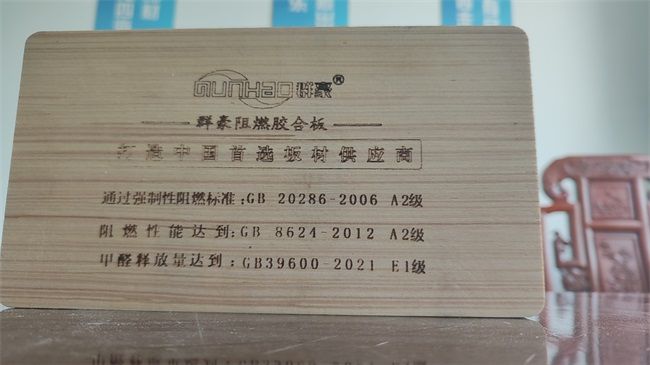 QUNHAO群豪®
群豪阻燃胶合板
打造中国首选板材供应商
通过强制性阻燃标准:GB 20286-2006 A2级
阻燃性能达到:GB 8624-2012 A2级
甲醛释放量达到:GB39600-2021 E1级